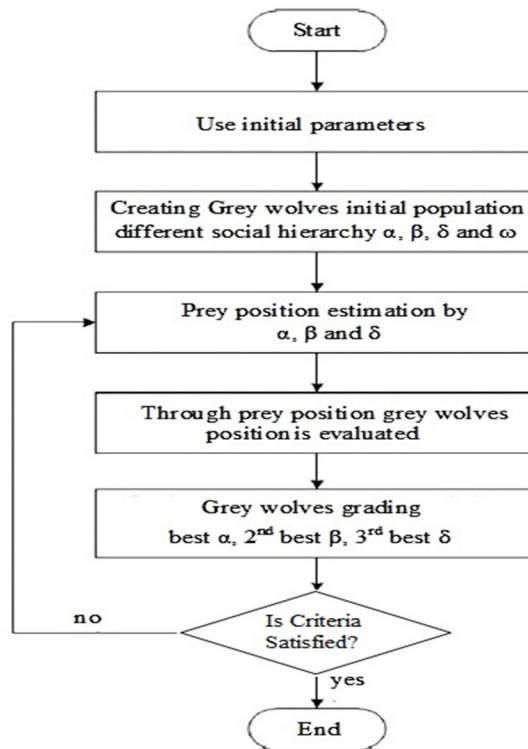 Start
Use initial parameters
Creating Grey wolves initial population
different social hierarchy α, β, δ and ω
Prey position estimation by
α, β and δ
Through prey position grey wolves
position is evaluated
Grey wolves grading
best α, 2nd best β, 3rd best δ
Is Criteria
Satisfied?
no
yes
End